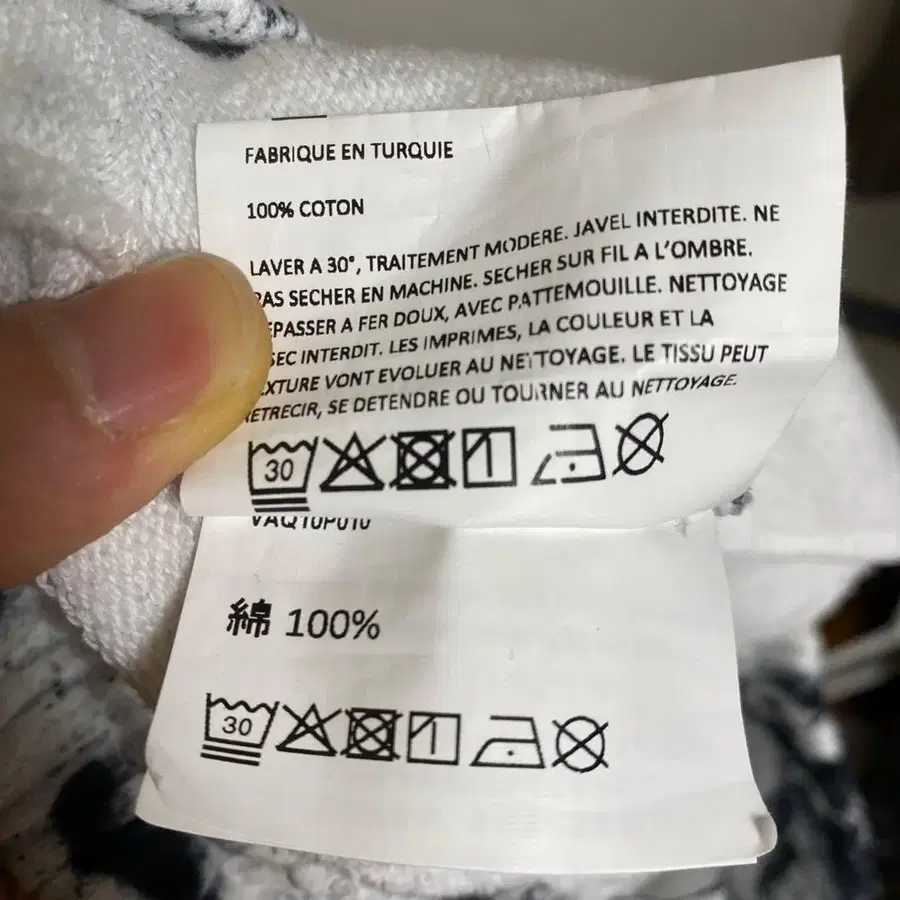 FABRIQUE EN TURQUIE
100% COTON
LAVER A 30°, TRAITEMENT MODERE. JAVEL INTERDITE. NE
PAS SECHER EN MACHINE. SECHER SUR FIL A L'OMBRE.
EPASSER A FER DOUX, AVEC PATTEMOUILLE. NETTOYAGE
SEC INTERDIT. LES IMPRIMES, LA COULEUR ET LA
EXTURE VONT EVOLUER AU NETTOYAGE. LE TISSU PEUT
RETRECIR, SE DETENDRE OU TOURNER AU NETTOYAGE.
30
綿 100%
30